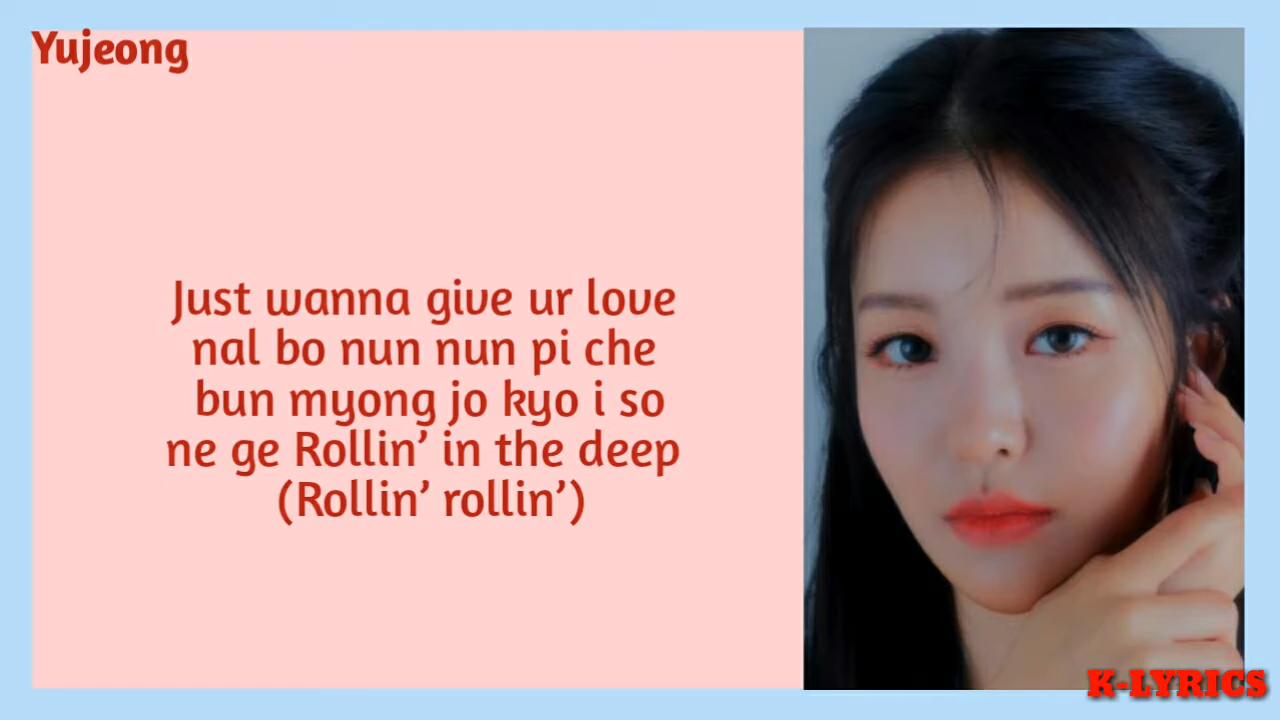 Yujeong
Just wanna give ur love
nal bo nun nun pi che
bun myong jo kyo i so
ne ge Rollin’ in the deep
(Rollin’ rollin’)
K-LYRICS